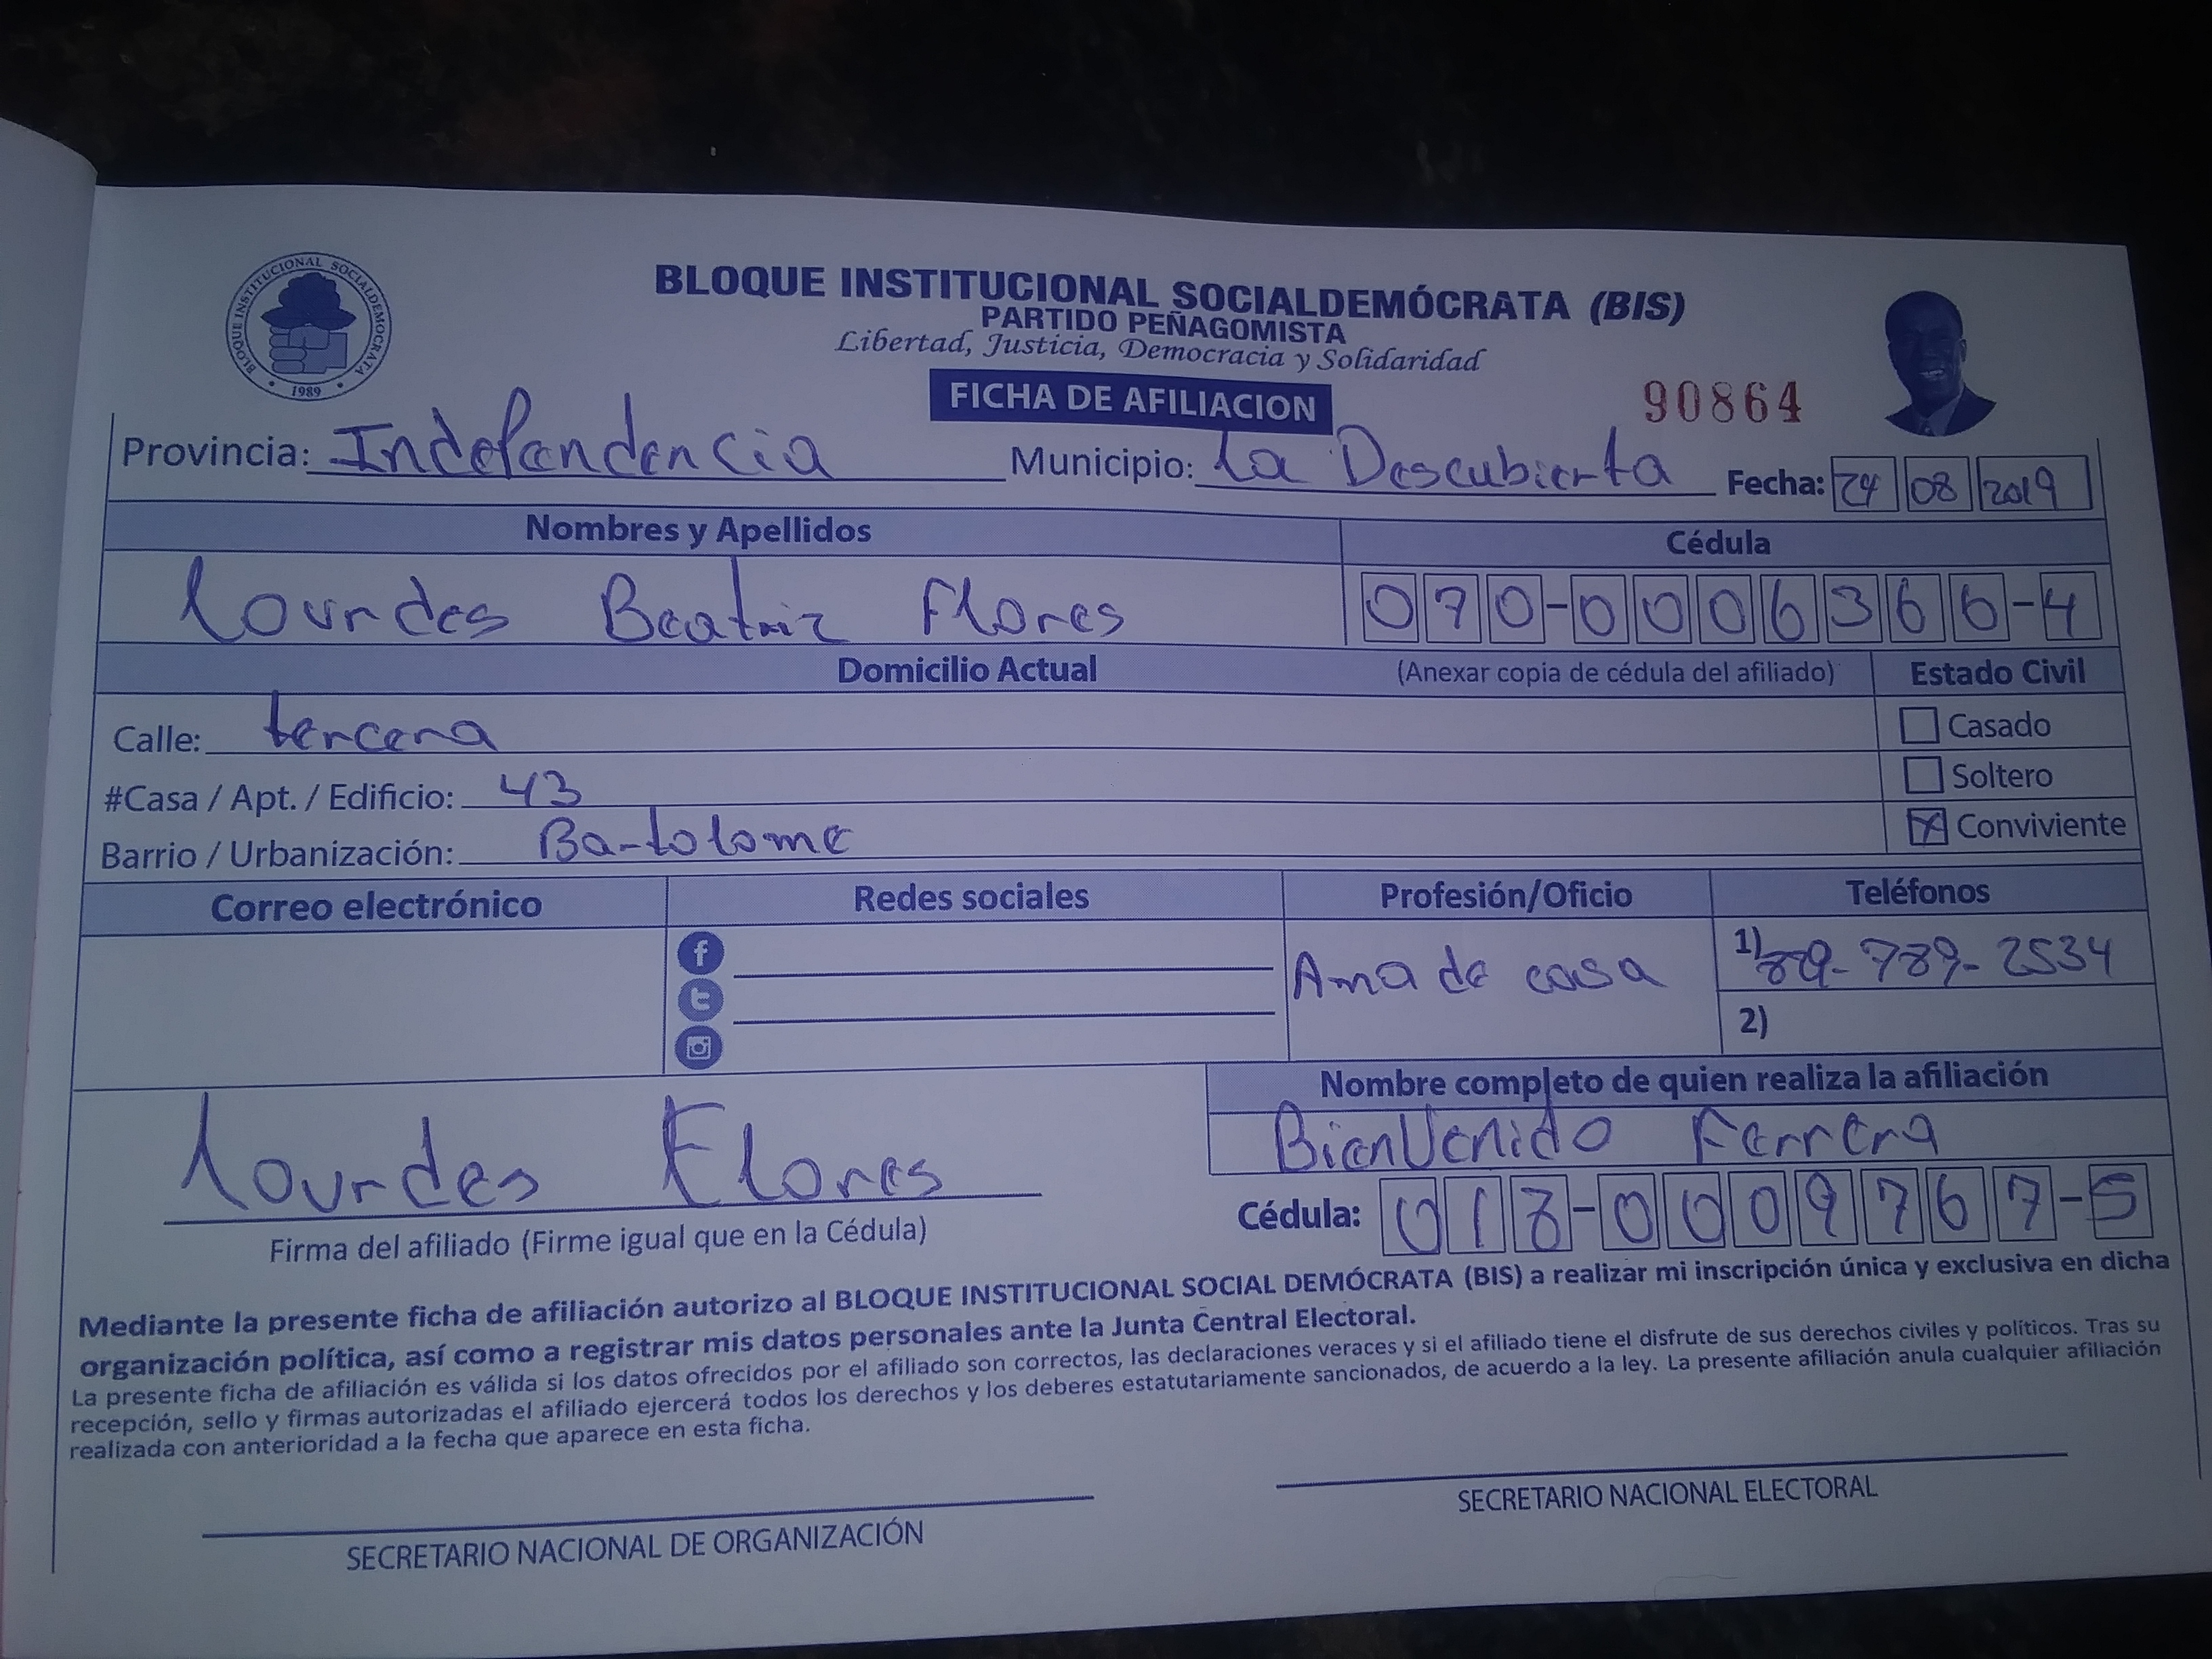 BLOQUE INSTITUCIONAL SOCIALDEMOCRATA
1989
BLOQUE INSTITUCIONAL SOCIALDEMÓCRATA (BIS)
PARTIDO PEÑAGOMISTA
Libertad, Justicia, Democracia y Solidaridad
FICHA DE AFILIACION
90864
Provincia: Independencia Municipio: La Descubierta Fecha: 24 08 2019
Nombres y Apellidos Cédula
Lourdes Beatriz Flores 070-0006366-4
Domicilio Actual (Anexar copia de cédula del afiliado) Estado Civil
Calle: tercera Casado
#Casa / Apt. / Edificio: 43 Soltero
Barrio / Urbanización: Bartolome Conviviente
Correo electrónico Redes sociales Profesión/Oficio Teléfonos
Ama de casa 1) 829-789-2534
2)
Nombre completo de quien realiza la afiliación
Bienvenido Ferrera
Lourdes Flores
Cédula: 018-0009767-5
Firma del afiliado (Firme igual que en la Cédula)
Mediante la presente ficha de afiliación autorizo al BLOQUE INSTITUCIONAL SOCIAL DEMÓCRATA (BIS) a realizar mi inscripción única y exclusiva en dicha
organización política, así como a registrar mis datos personales ante la Junta Central Electoral.
La presente ficha de afiliación es válida si los datos ofrecidos por el afiliado son correctos, las declaraciones veraces y si el afiliado tiene el disfrute de sus derechos civiles y políticos. Tras su
recepción, sello y firmas autorizadas el afiliado ejercerá todos los derechos y los deberes estatutariamente sancionados, de acuerdo a la ley. La presente afiliación anula cualquier afiliación
realizada con anterioridad a la fecha que aparece en esta ficha.
SECRETARIO NACIONAL DE ORGANIZACIÓN SECRETARIO NACIONAL ELECTORAL